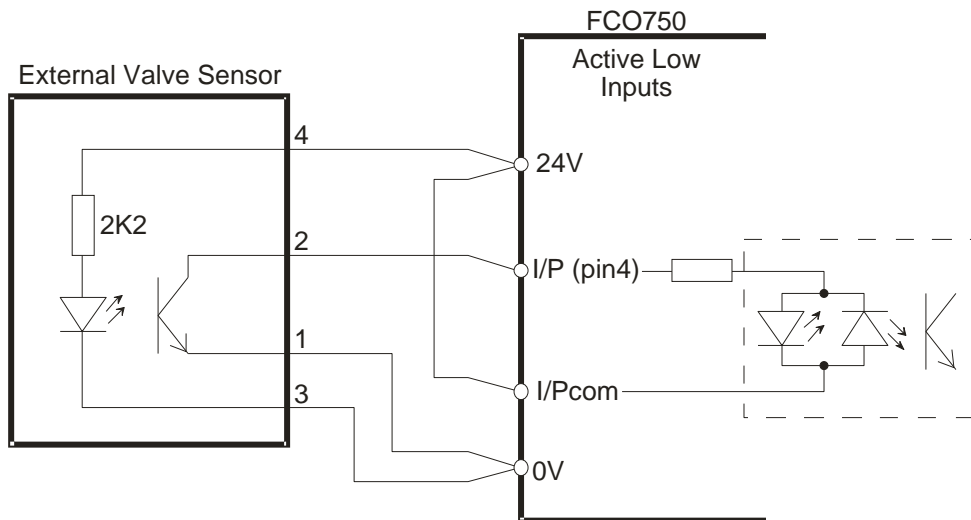 FCO750
Active Low
Inputs
External Valve Sensor
4
24V
2K2
2
I/P (pin4)
1
3
I/Pcom
0V